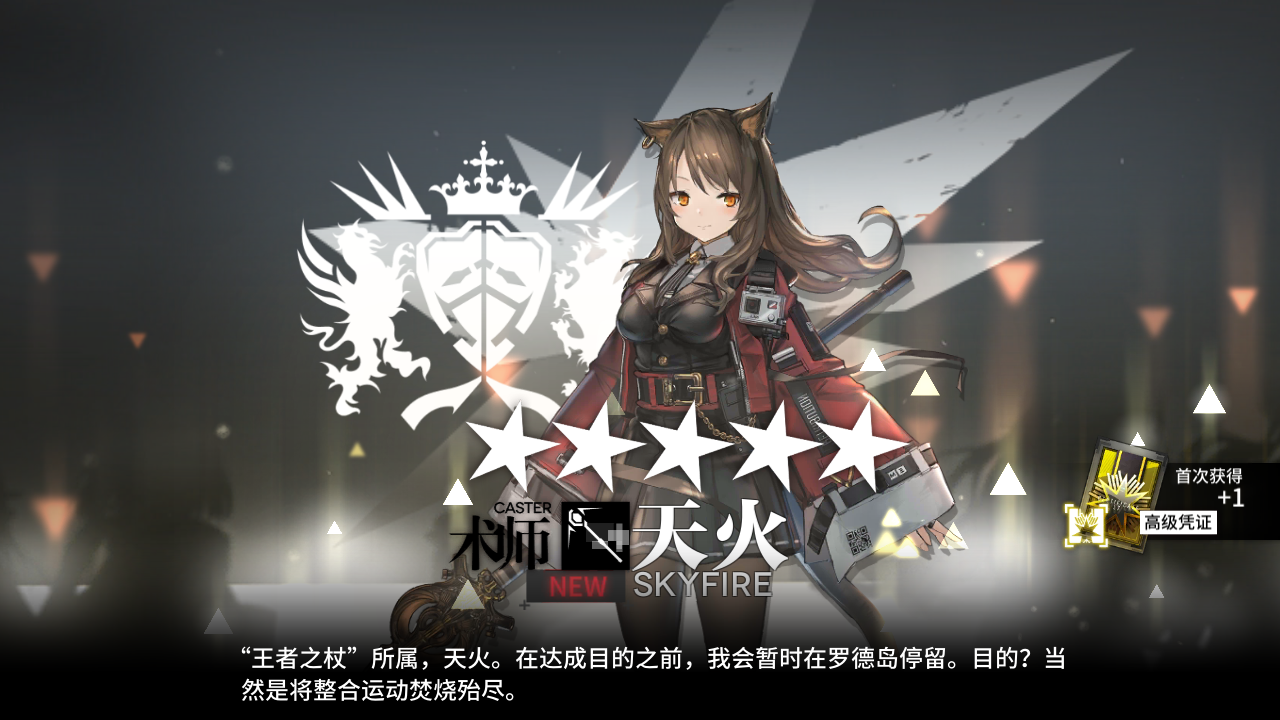 首次获得
+1
高级凭证
CASTER
术师
天火
NEW
SKYFIRE
“王者之杖”所属，天火。在达成目的之前，我会暂时在罗德岛停留。目的？当
然是将整合运动焚烧殆尽。